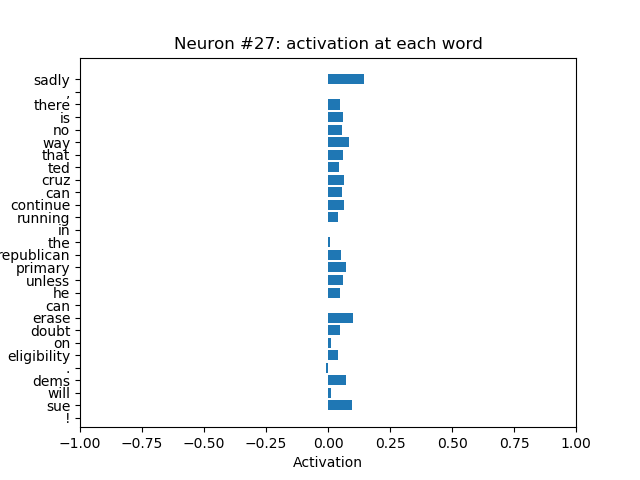 Neuron #27: activation at each word
sadly
,
there
is
no
way
that
ted
cruz
can
continue
running
in
the
republican
primary
unless
he
can
erase
doubt
on
eligibility
.
dems
will
sue
!
−1.00 −0.75 −0.50 −0.25 0.00 0.25 0.50 0.75 1.00
Activation